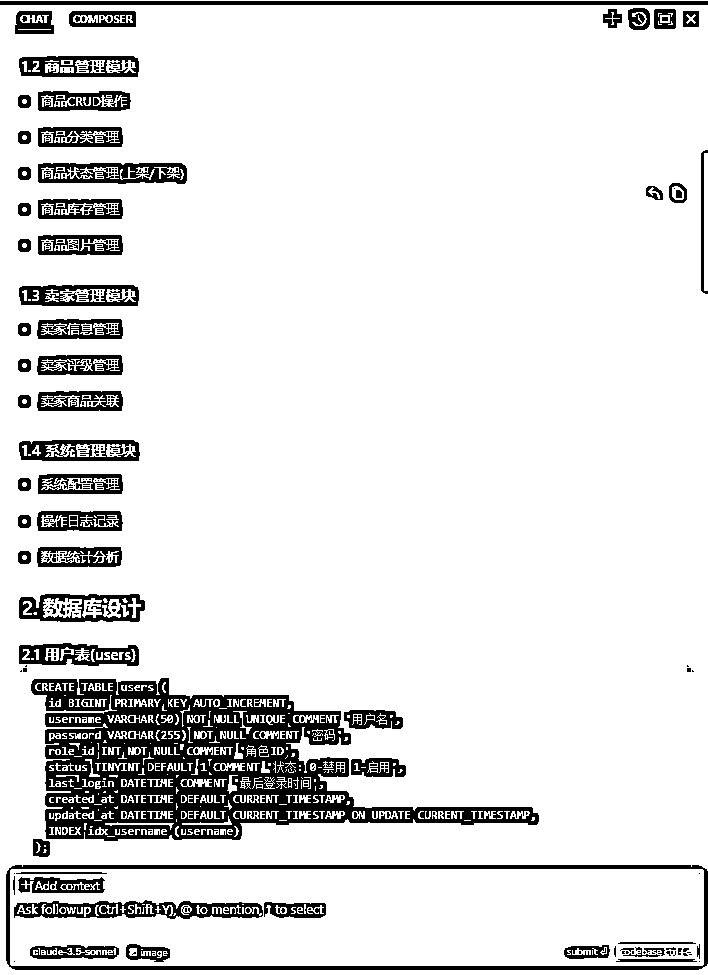 CHAT COMPOSER
1.2 商品管理模块
商品CRUD操作
商品分类管理
商品状态管理(上架/下架)
商品库存管理
商品图片管理
1.3 卖家管理模块
卖家信息管理
卖家评级管理
卖家商品关联
1.4 系统管理模块
系统配置管理
操作日志记录
数据统计分析
2. 数据库设计
2.1 用户表(users)
CREATE TABLE users (
id BIGINT PRIMARY KEY AUTO_INCREMENT,
username VARCHAR(50) NOT NULL UNIQUE COMMENT '用户名',
password VARCHAR(255) NOT NULL COMMENT '密码',
role_id INT NOT NULL COMMENT '角色ID',
status TINYINT DEFAULT 1 COMMENT '状态: 0-禁用 1-启用',
last_login DATETIME COMMENT '最后登录时间',
created_at DATETIME DEFAULT CURRENT_TIMESTAMP,
updated_at DATETIME DEFAULT CURRENT_TIMESTAMP ON UPDATE CURRENT_TIMESTAMP,
INDEX idx_username (username)
);
+ Add context
Ask followup (Ctrl+Shift+Y), @ to mention, ↑ to select
claude-3.5-sonnet image submit codebase